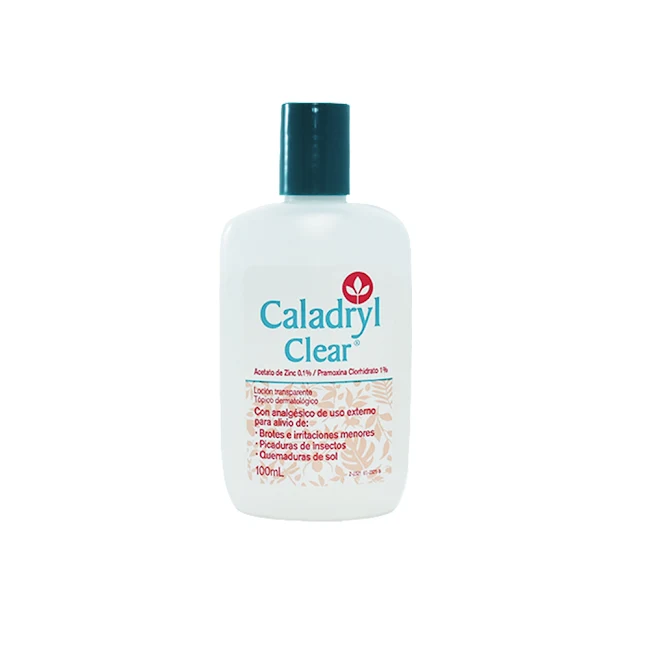 Caladryl
Clear®
Acetato de Zinc 0,1% / Pramoxina Clorhidrato 1%
Loción transparente
Tópico dermatológico
Con analgésico de uso externo
para alivio de:
· Brotes e irritaciones menores
· Picaduras de insectos
· Quemaduras de sol
100mL